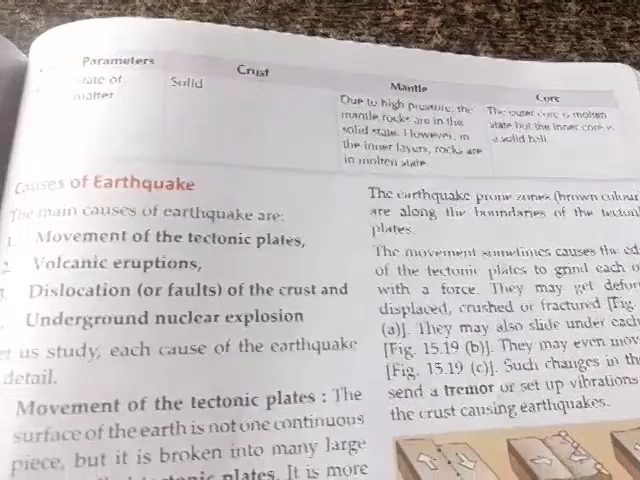 Parameters
Crust
Mantle
Core
State of
matter
Solid
Due to high pressure, the
mantle rocks are in the
solid state. However, in
the inner layers, rocks are
in molten state.
The outer core is molten
state but the inner core is
a solid ball
Causes of Earthquake
The main causes of earthquake are:
1. Movement of the tectonic plates,
2. Volcanic eruptions,
3. Dislocation (or faults) of the crust and
Underground nuclear explosion
et us study, each cause of the earthquake
detail.
Movement of the tectonic plates : The
surface of the earth is not one continuous
piece, but it is broken into many large
tectonic plates. It is more
The earthquake prone zones (brown colour
are along the boundaries of the
plates.
The movement sometimes causes the ed
of the tectonic plates to grind each o
with a force. They may get defor
displaced, crushed or fractured [Fig.
(a)]. They may also slide under each
[Fig. 15.19 (b)]. They may even mov
[Fig. 15.19 (c)]. Such changes in th
send a tremor or set up vibrations
the crust causing earthquakes.